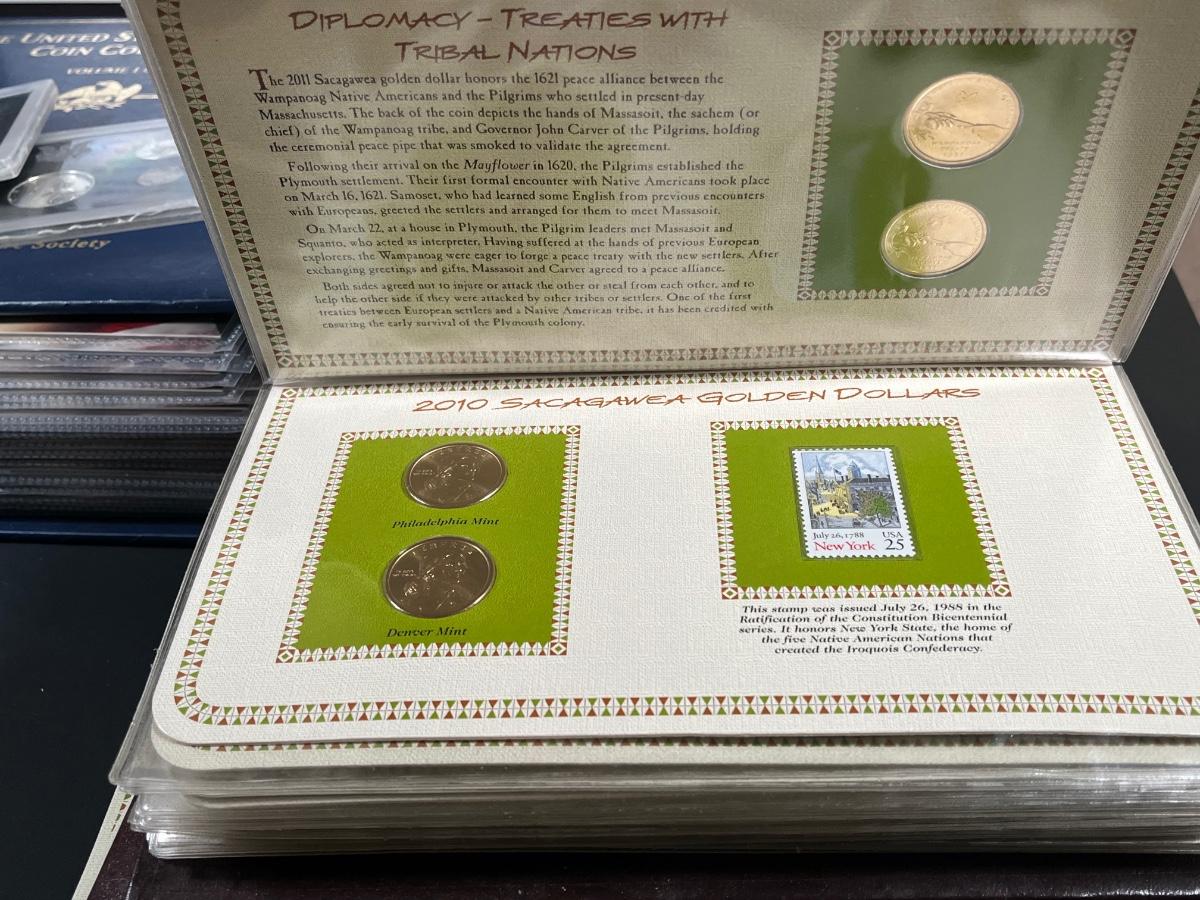 E UNITED S
COIN CO
VOLUME I
Society
DIPLOMACY – TREATIES WITH
TRIBAL NATIONS
The 2011 Sacagawea golden dollar honors the 1621 peace alliance between the
Wampanoag Native Americans and the Pilgrims who settled in present-day
Massachusetts. The back of the coin depicts the hands of Massasoit, the sachem (or
chief) of the Wampanoag tribe, and Governor John Carver of the Pilgrims, holding
the ceremonial peace pipe that was smoked to validate the agreement.
Following their arrival on the Mayflower in 1620, the Pilgrims established the
Plymouth settlement. Their first formal encounter with Native Americans took place
on March 16, 1621. Samoset, who had learned some English from previous encounters
with Europeans, greeted the settlers and arranged for them to meet Massasoit.
On March 22, at a house in Plymouth, the Pilgrim leaders met Massasoit and
Squanto, who acted as interpreter. Having suffered at the hands of previous European
explorers, the Wampanoag were eager to forge a peace treaty with the new settlers. After
exchanging greetings and gifts, Massasoit and Carver agreed to a peace alliance.
Both sides agreed not to injure or attack the other or steal from each other, and to
help the other side if they were attacked by other tribes or settlers. One of the first
treaties between European settlers and a Native American tribe, it has been credited with
ensuring the early survival of the Plymouth colony.
WAMPANOAG
TREATY
1621
2010 SACAGAWEA GOLDEN DOLLARS
Philadelphia Mint
Denver Mint
July 26, 1788 USA
New York 25
This stamp was issued July 26, 1988 in the
Ratification of the Constitution Bicentennial
series. It honors New York State, the home of
the five Native American Nations that
created the Iroquois Confederacy.